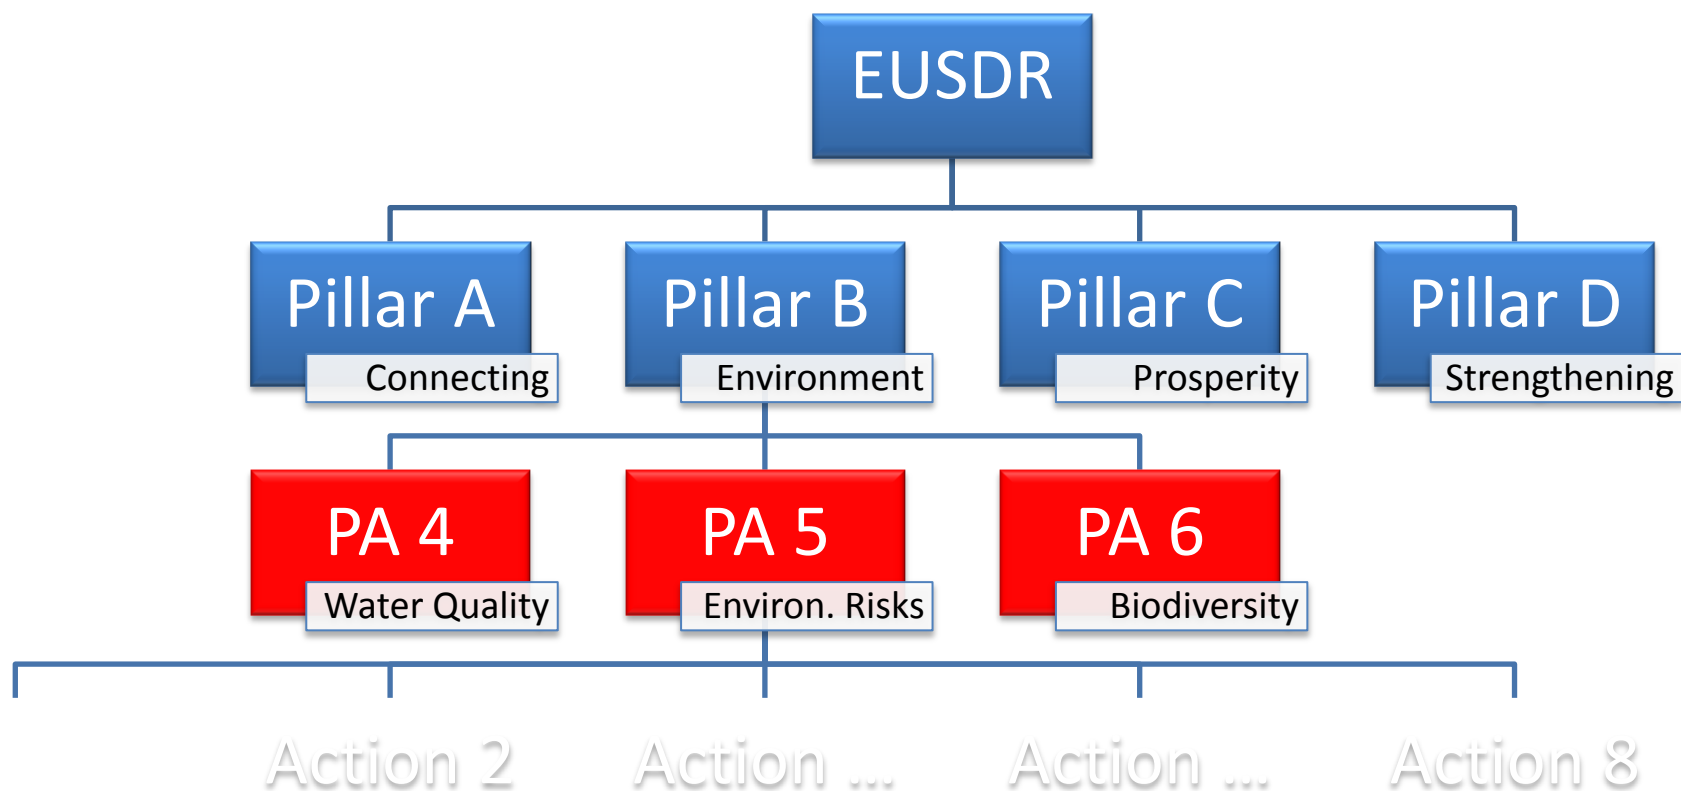 EUSDR
Pillar A
Connecting
Pillar B
Environment
Pillar C
Prosperity
Pillar D
Strengthening
PA 4
Water Quality
PA 5
Environ. Risks
PA 6
Biodiversity
Action 2
Action ...
Action ...
Action 8